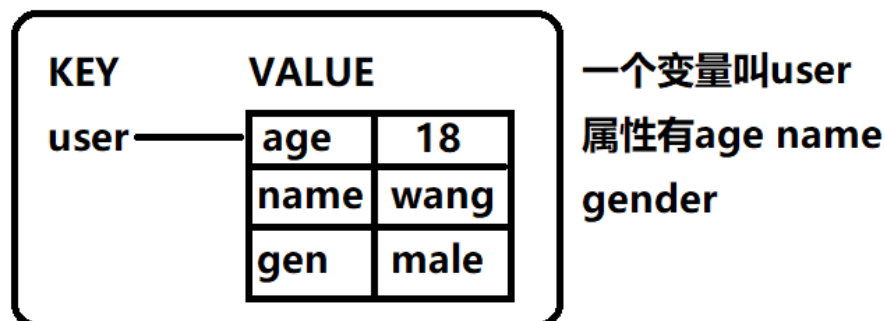 KEY VALUE
user age 18
name wang
gen male
一个变量叫user
属性有age name
gender